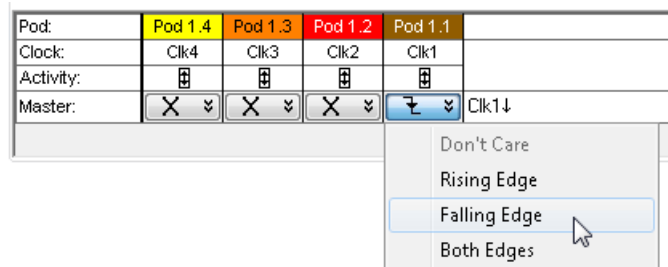 Pod: Pod 1.4 Pod 1.3 Pod 1.2 Pod 1.1
Clock: Clk4 Clk3 Clk2 Clk1
Activity: ↕ ↕ ↕ ↕
Master: X X X Clk1↓
Don't Care
Rising Edge
Falling Edge
Both Edges